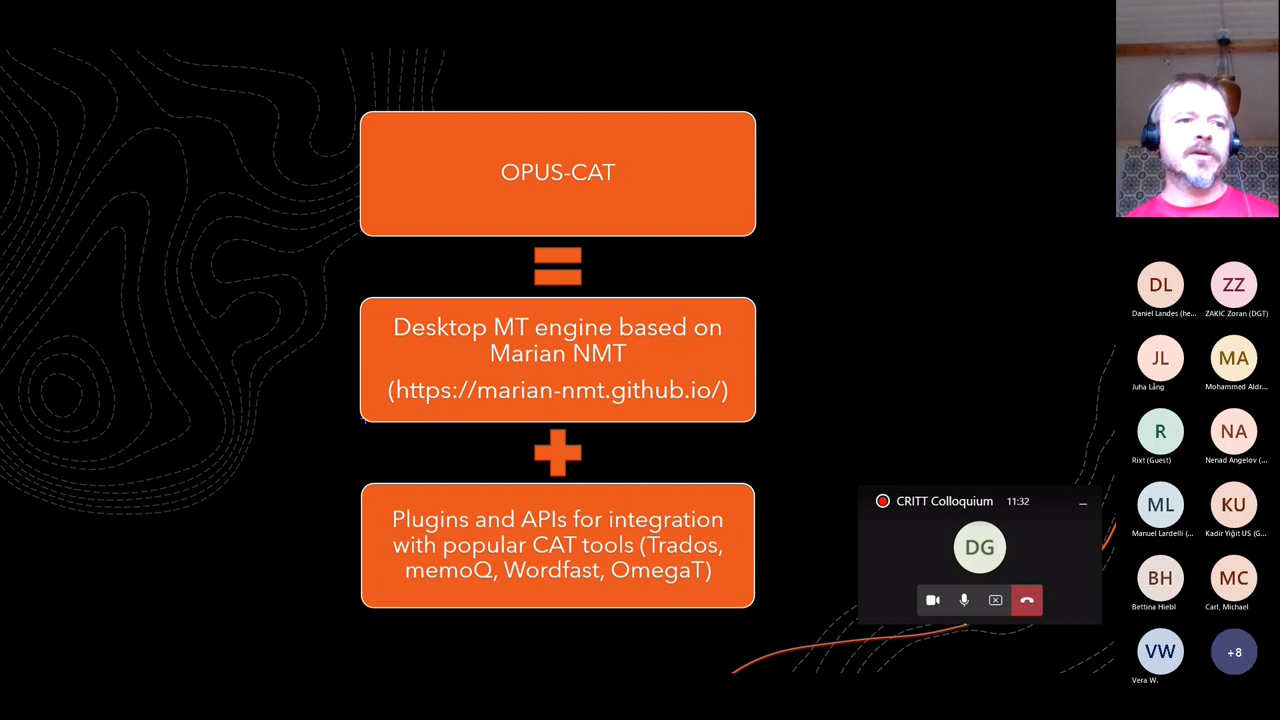 OPUS-CAT
Desktop MT engine based on
Marian NMT
(https://marian-nmt.github.io/)
Plugins and APIs for integration
with popular CAT tools (Trados,
memoQ, Wordfast, OmegaT)
CRITT Colloquium 11:32
DG
DL ZZ
Daniel Landes (he... ZAKIC Zoran (DGT)
JL MA
Juha Lång Mohammed Aldr...
R NA
Rixt (Guest) Nenad Angelov (...
ML KU
Manuel Lardelli (... Kadir Yiğit US (G...
BH MC
Bettina Hiebl Carl, Michael
VW +8
Vera W.